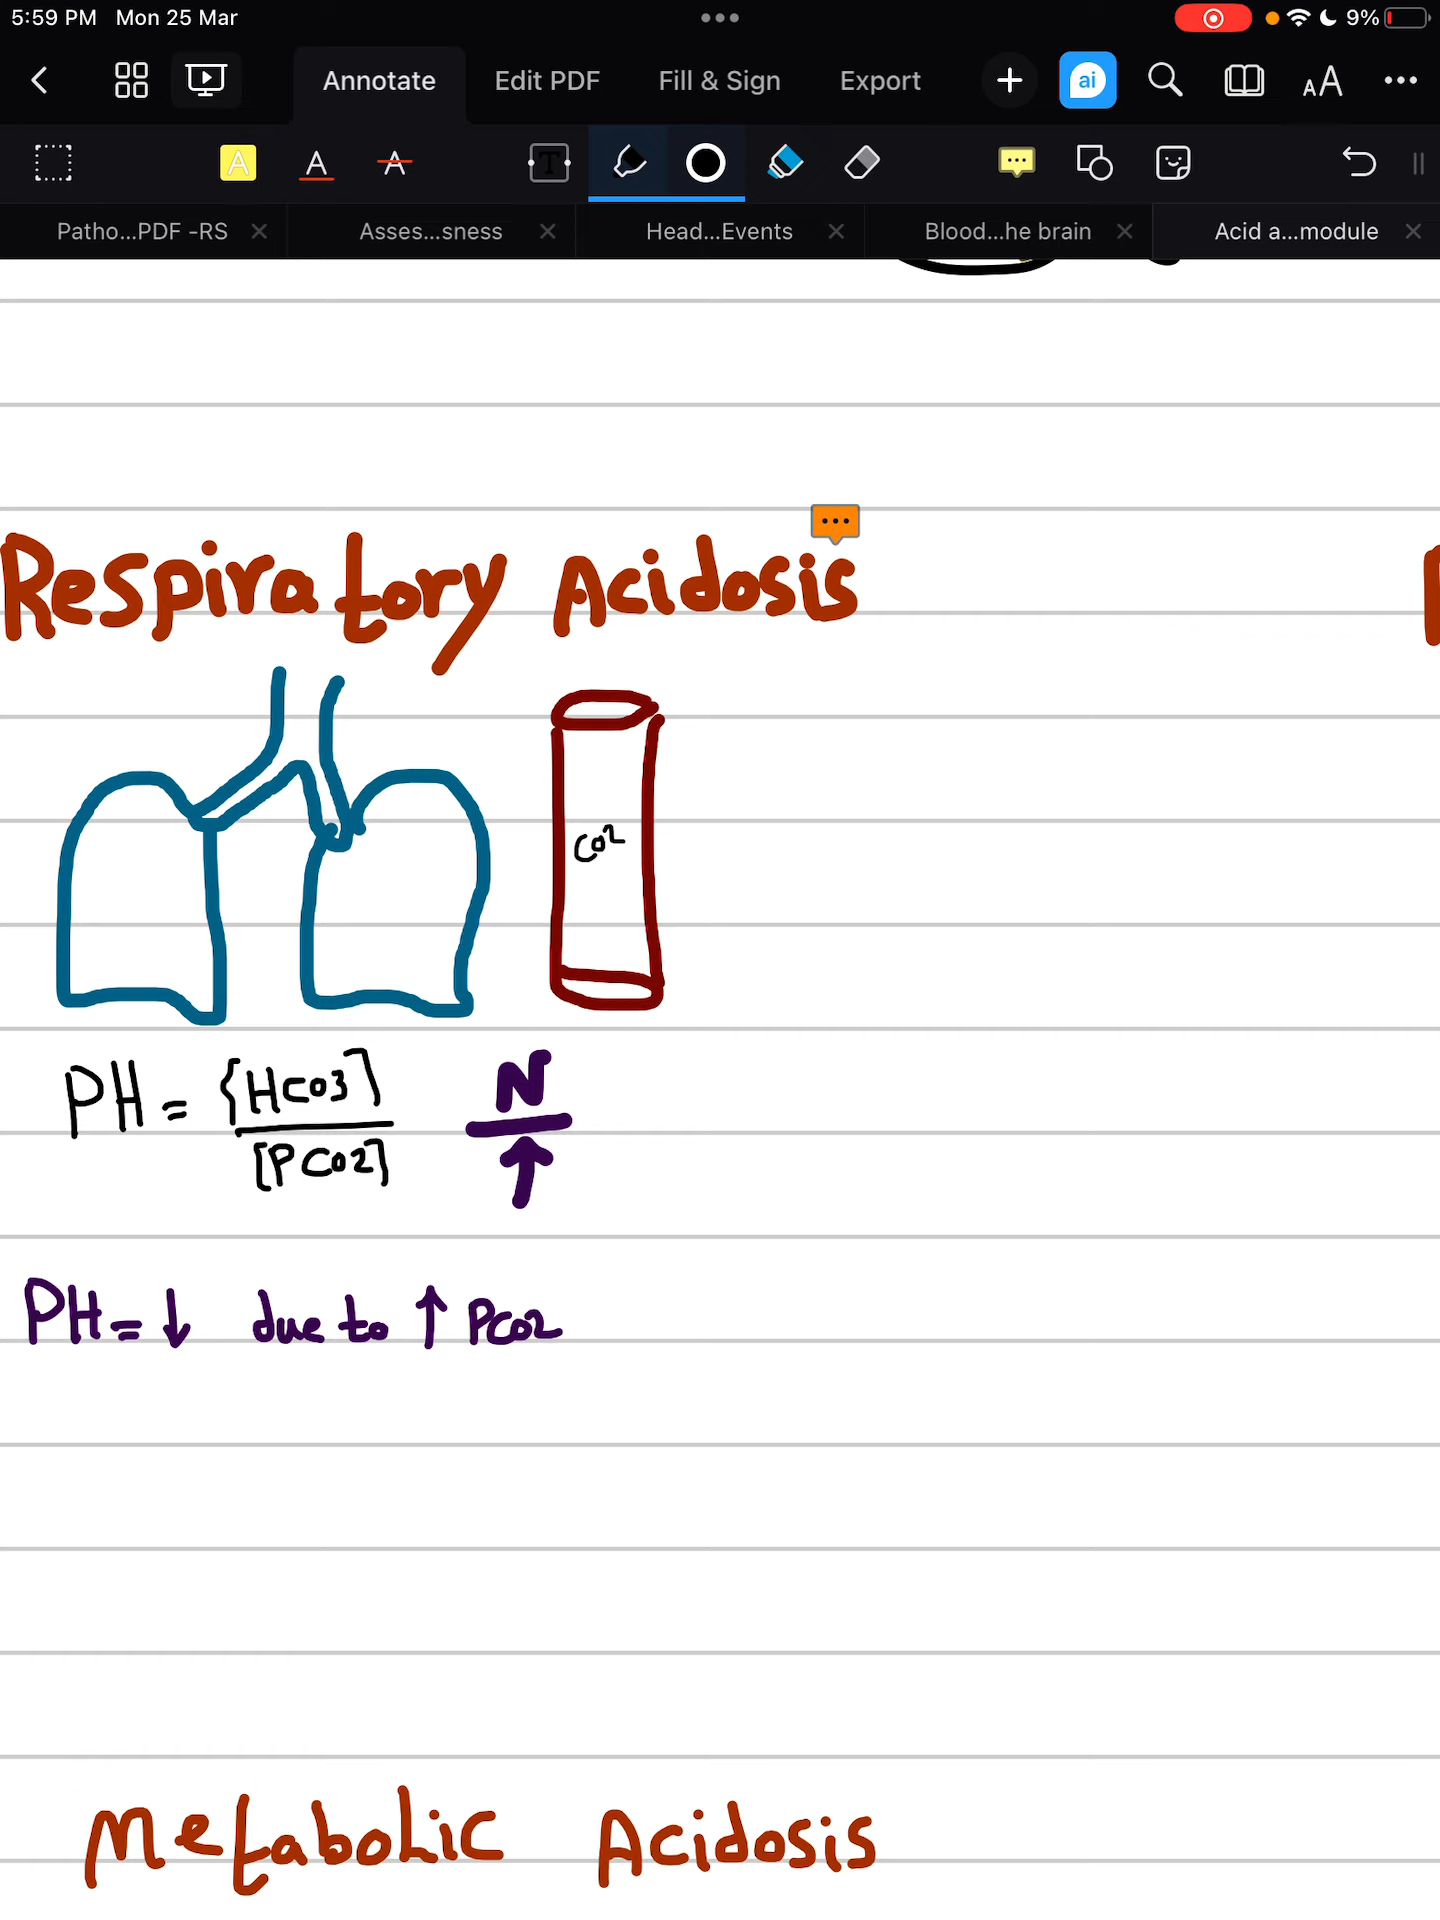 5:59 PM Mon 25 Mar 9%
Annotate Edit PDF Fill & Sign Export ai AA
A A A T
Patho...PDF -RS Asses...sness Head...Events Blood...he brain Acid a...module
Respiratory Acidosis
Co2
PH = {Hco3]
[PCo2]
N
↑
PH = ↓ due to ↑ Pco2
Metabolic Acidosis